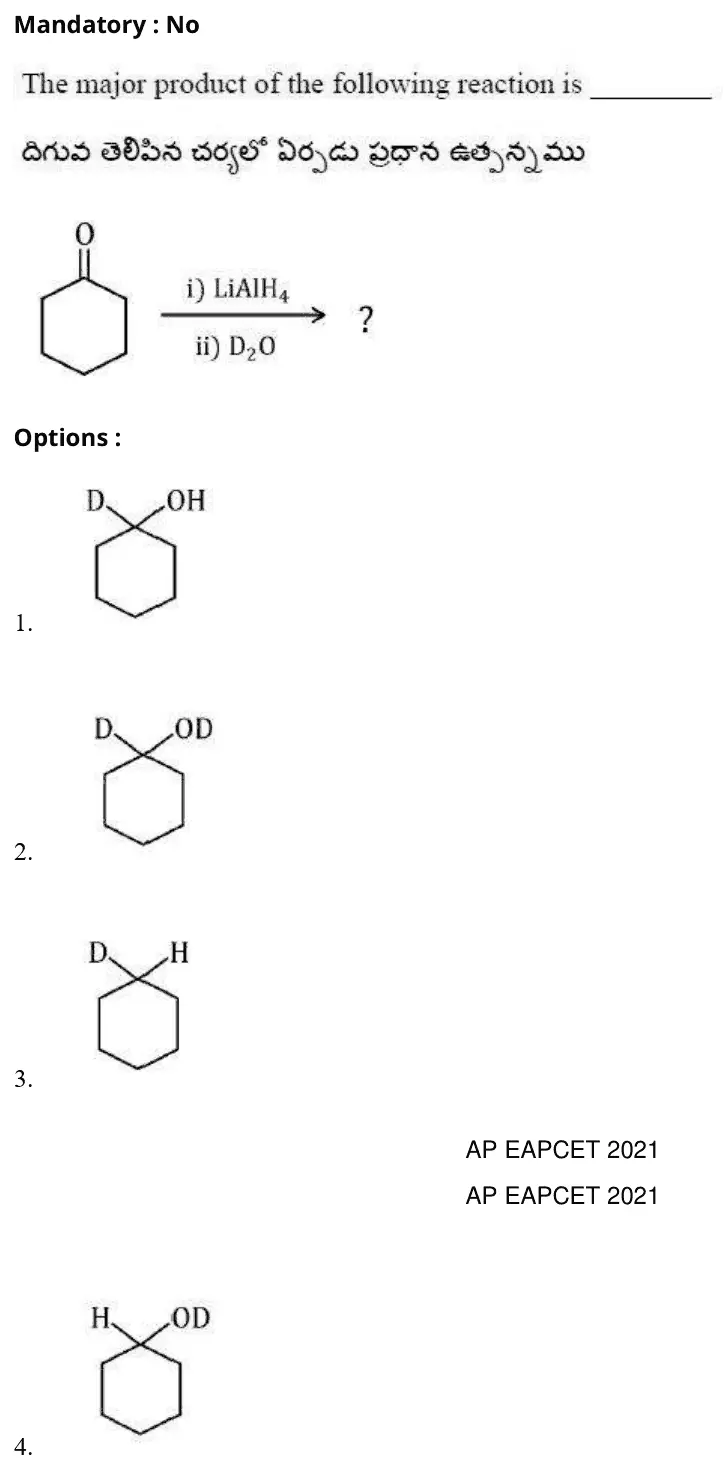 Mandatory : No
The major product of the following reaction is ________
దిగువ తెలిపిన చర్యలో ఏర్పడు ప్రధాన ఉత్పన్నము
O
i) LiAlH₄
ii) D₂O
?
Options :
D OH
1.
D OD
2.
D H
3.
AP EAPCET 2021
AP EAPCET 2021
H OD
4.